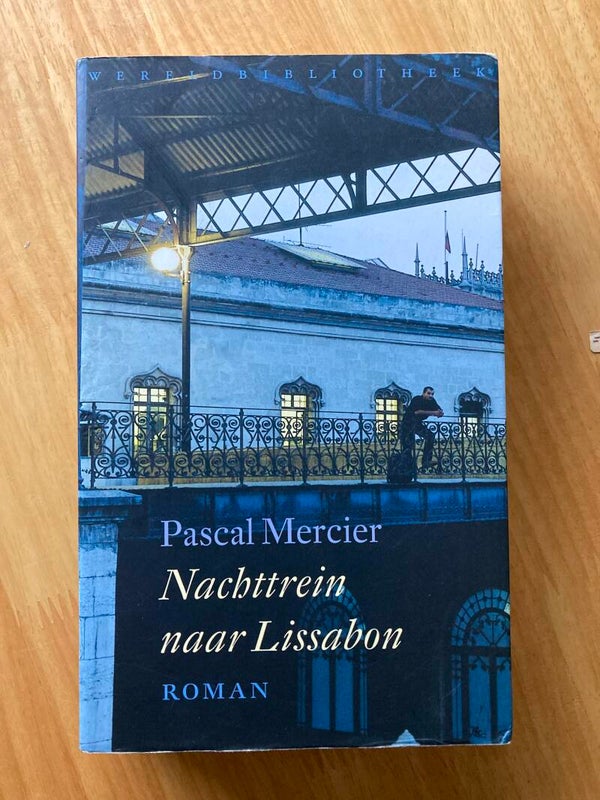 WERELDBIBLIOTHEEK
Pascal Mercier
Nachttrein
naar Lissabon
ROMAN